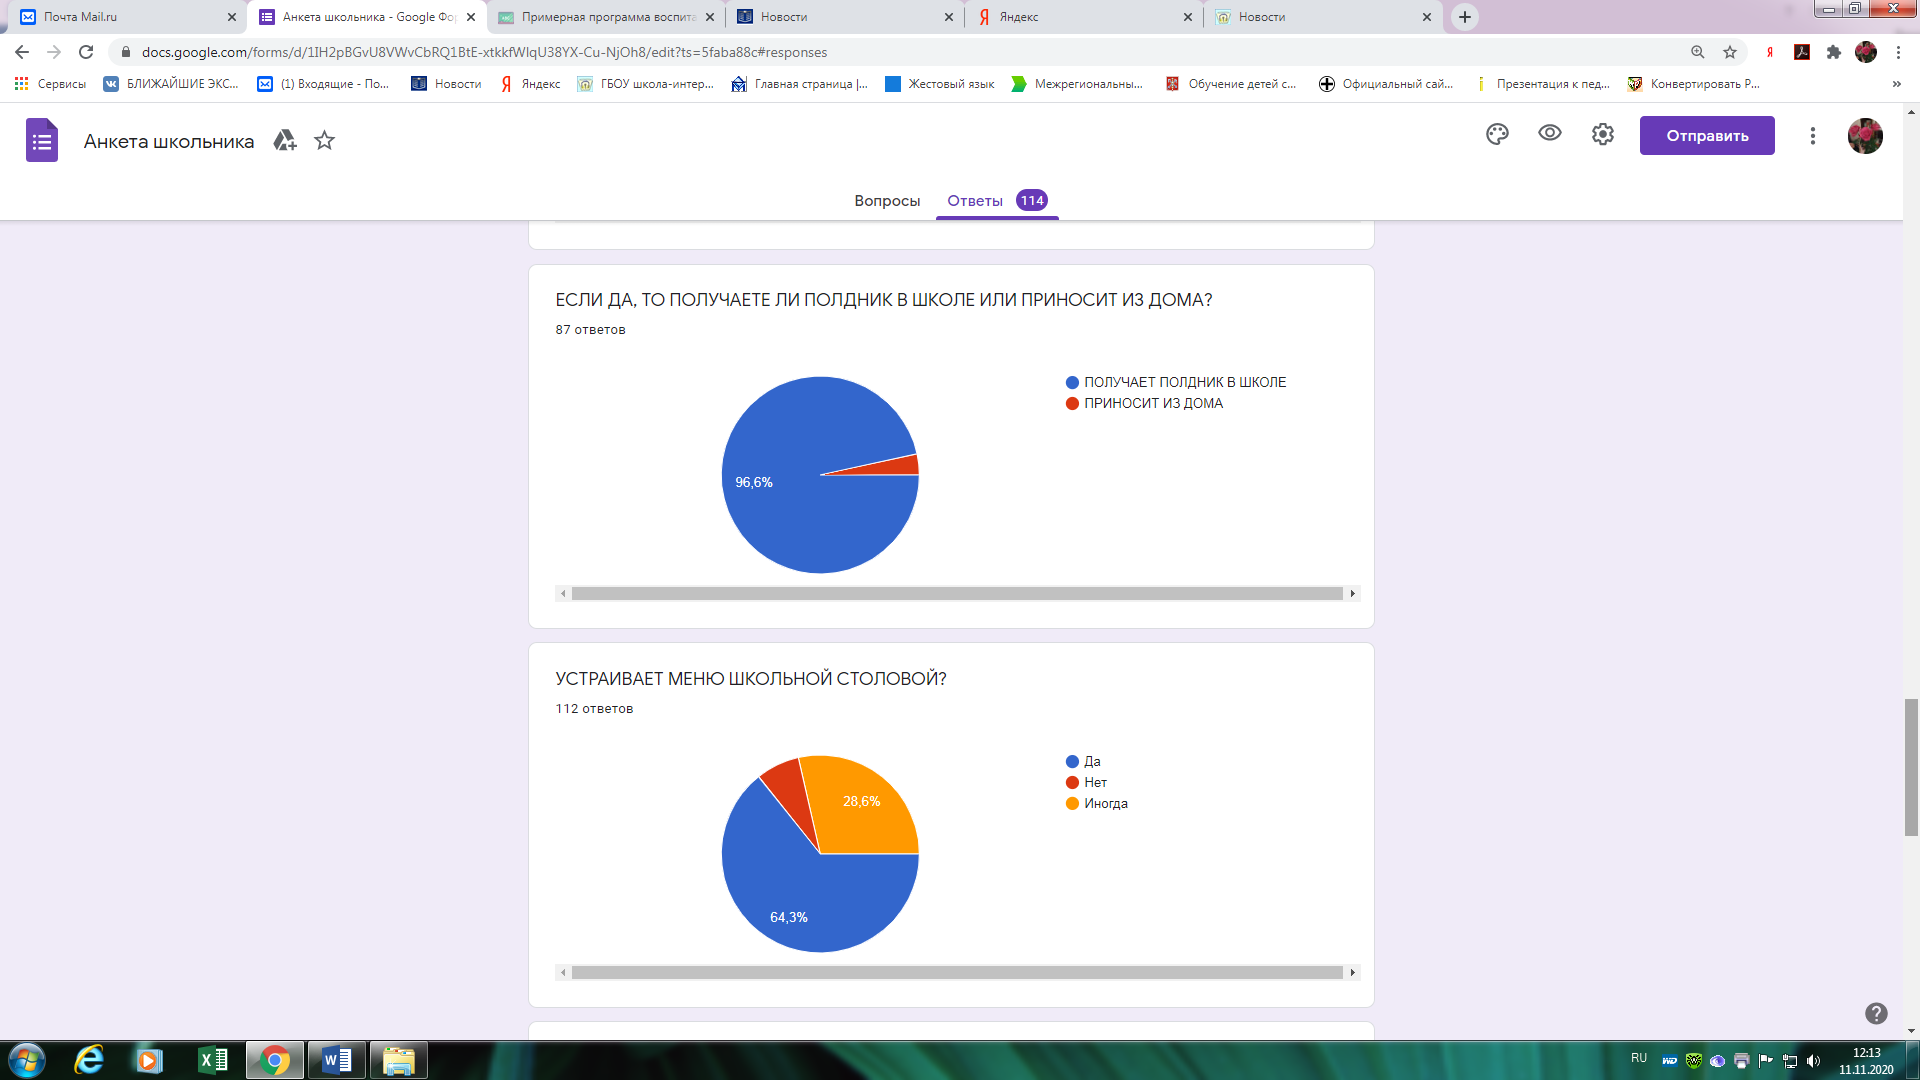 Почта Mail.ru
Анкета школьника - Google Фор
Примерная программа воспита
Новости
Яндекс
Новости
docs.google.com/forms/d/1IH2pBGvU8VWvCbRQ1BtE-xtkkfWlqU38YX-Cu-NjOh8/edit?ts=5faba88c#responses
Сервисы
БЛИЖАЙШИЕ ЭКС...
(1) Входящие - По...
Новости
Яндекс
ГБОУ школа-интер...
Главная страница |...
Жестовый язык
Межрегиональны...
Обучение детей с...
Официальный сай...
Презентация к пед...
Конвертировать P...
»
Анкета школьника
Отправить
Вопросы
Ответы 114
ЕСЛИ ДА, ТО ПОЛУЧАЕТЕ ЛИ ПОЛДНИК В ШКОЛЕ ИЛИ ПРИНОСИТ ИЗ ДОМА?
87 ответов
ПОЛУЧАЕТ ПОЛДНИК В ШКОЛЕ
ПРИНОСИТ ИЗ ДОМА
96,6%
УСТРАИВАЕТ МЕНЮ ШКОЛЬНОЙ СТОЛОВОЙ?
112 ответов
Да
Нет
Иногда
28,6%
64,3%
RU
12:13
11.11.2020